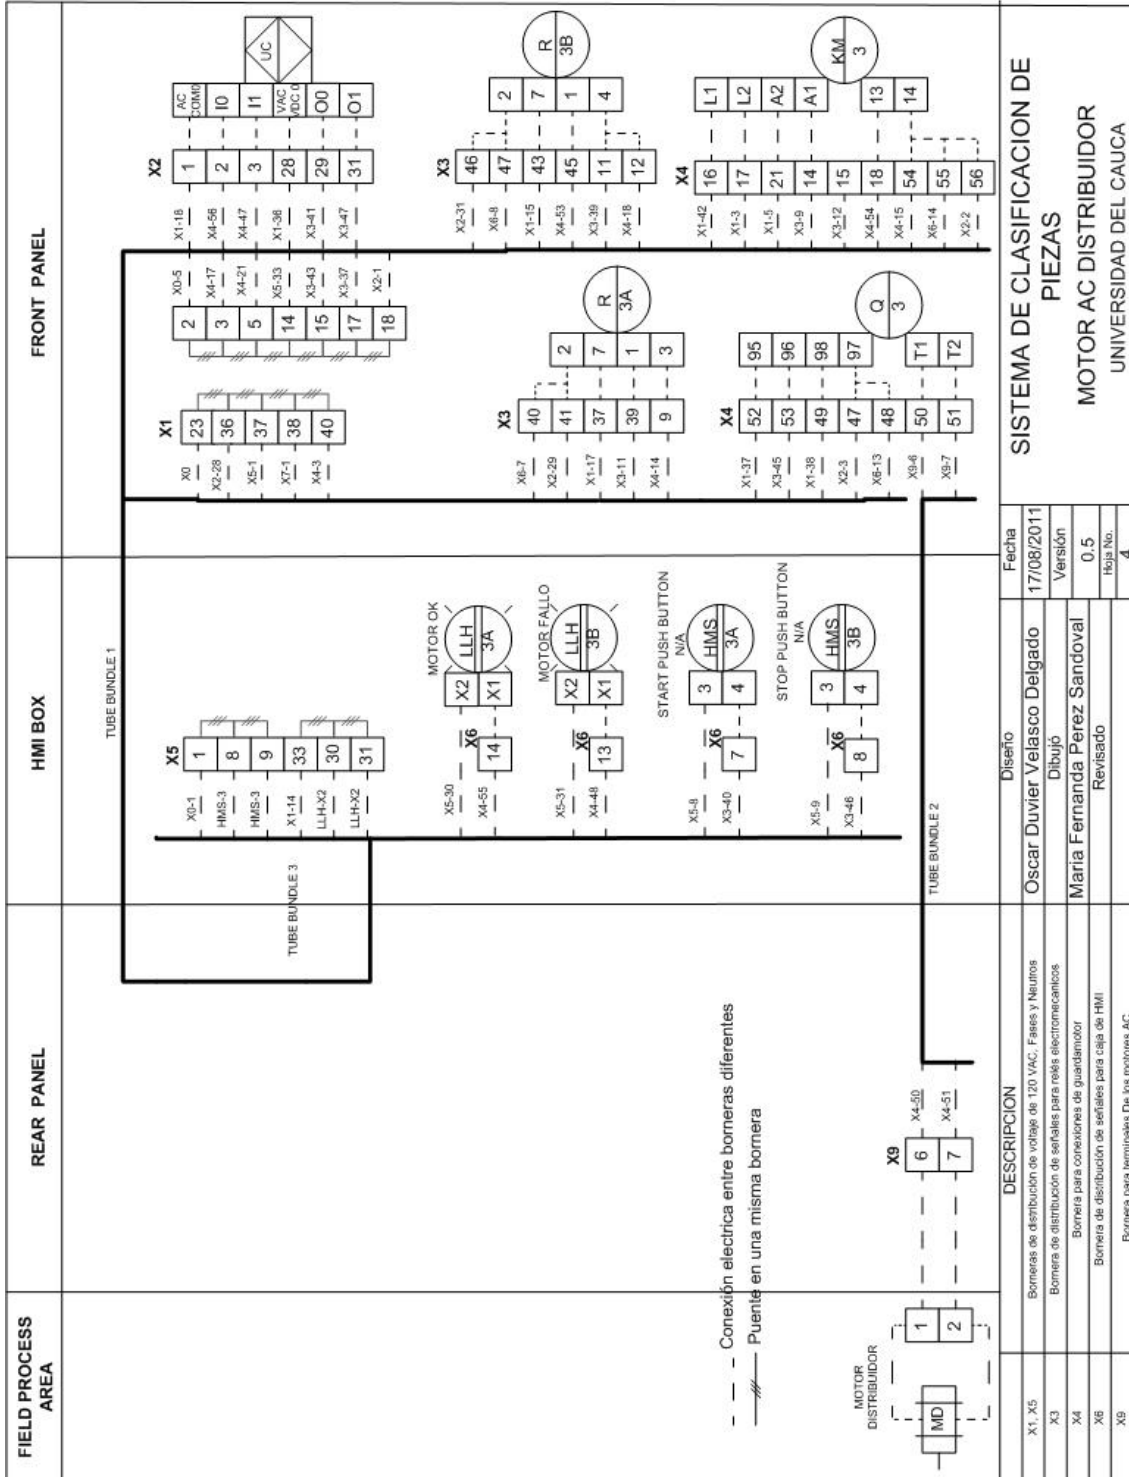 FIELD PROCESS
AREA
REAR PANEL
HMI BOX
FRONT PANEL
TUBE BUNDLE 1
TUBE BUNDLE 3
TUBE BUNDLE 2
X1
23
36
37
38
40
X0
X2-28
X5-1
X7-1
X4-3
2
3
5
14
15
17
18
X0-5
X4-17
X4-21
X5-33
X3-43
X3-37
X2-1
X2
1
2
3
28
29
31
X1-18
X4-56
X4-47
X1-36
X3-41
X3-47
AC
COM0
I0
I1
VAC
VDC 0
O0
O1
UC
X3
40
41
37
39
9
X6-7
X2-29
X1-17
X3-11
X4-14
2
7
1
3
R
3A
X3
46
47
43
45
11
12
X2-31
X6-8
X1-15
X4-53
X3-39
X4-18
2
7
1
4
R
3B
X4
52
53
49
47
48
50
51
X1-37
X3-45
X1-38
X2-3
X6-13
X9-6
X9-7
95
96
98
97
T1
T2
Q
3
X4
16
17
21
14
15
18
54
55
56
X1-42
X1-3
X1-5
X3-9
X3-12
X4-54
X4-15
X6-14
X2-2
L1
L2
A2
A1
13
14
KM
3
X5
1
8
9
33
30
31
X0-1
HMS-3
HMS-3
X1-14
LLH-X2
LLH-X2
MOTOR OK
LLH
3A
X2
X1
X6
14
X5-30
X4-55
MOTOR FALLO
LLH
3B
X2
X1
X6
13
X5-31
X4-48
START PUSH BUTTON
N/A
HMS
3A
3
4
X6
7
X5-8
X3-40
STOP PUSH BUTTON
N/A
HMS
3B
3
4
X6
8
X5-9
X3-46
Conexión electrica entre borneras diferentes
Puente en una misma bornera
MOTOR
DISTRIBUIDOR
MD
1
2
X9
6
7
X4-50
X4-51
DESCRIPCION
X1, X5 Borneras de distribución de voltaje de 120 VAC, Fases y Neutros
X3 Bornera de distribución de señales para relés electromecanicos
X4 Bornera para conexiones de guardamotor
X6 Bornera de distribución de señales para caja de HMI
X9 Bornera para terminales De los motores AC
Diseño
Oscar Duvier Velasco Delgado
Dibujó
Maria Fernanda Perez Sandoval
Revisado
Fecha
17/08/2011
Versión
0.5
Hoja No.
4
SISTEMA DE CLASIFICACION DE
PIEZAS
MOTOR AC DISTRIBUIDOR
UNIVERSIDAD DEL CAUCA